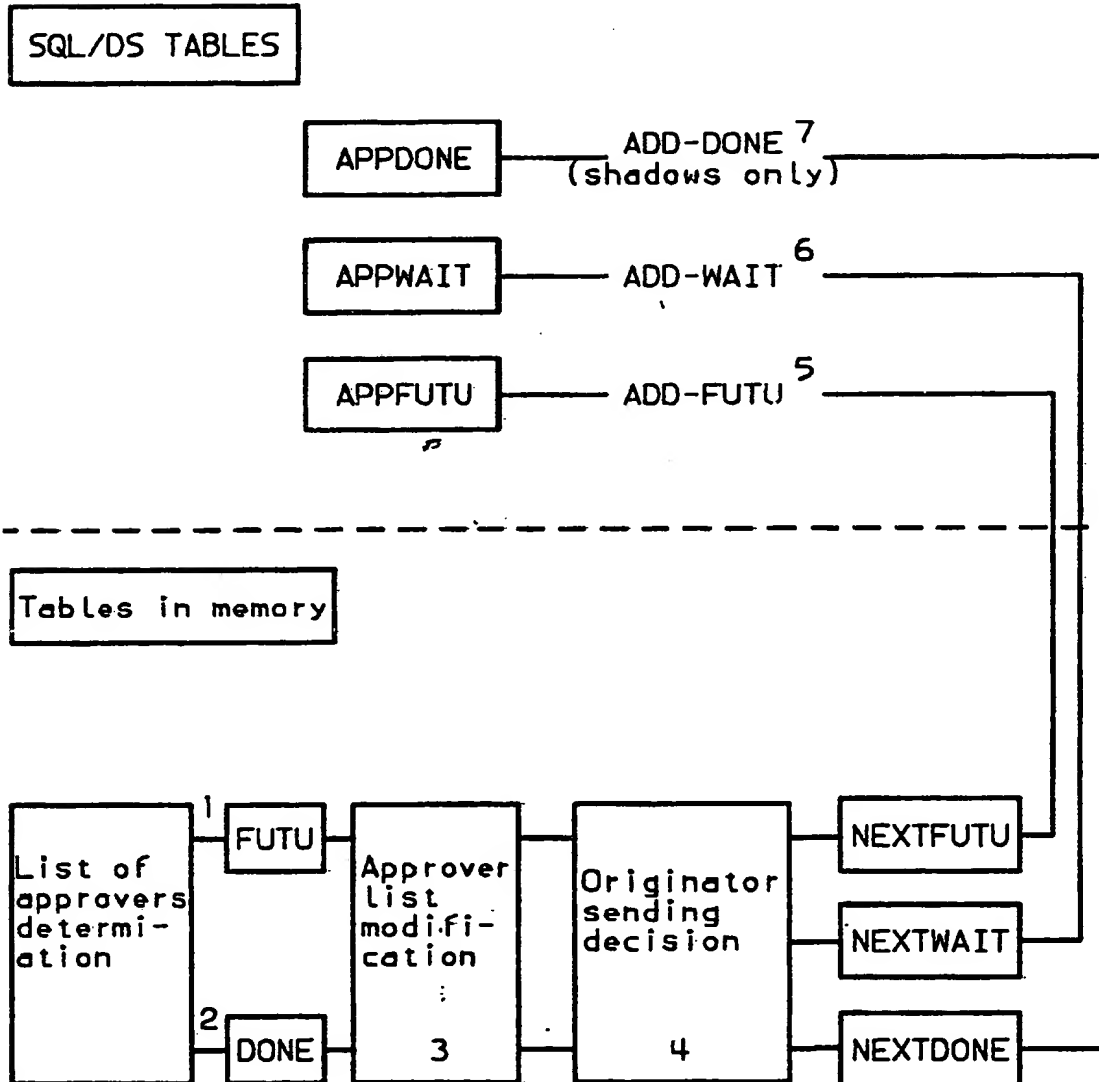 SQL/DS TABLES
APPDONE
ADD-DONE 7
(shadows only)
APPWAIT
ADD-WAIT 6
APPFUTU
ADD-FUTU 5
Tables in memory
List of
approvers
determi-
ation
1
FUTU
2
DONE
Approver
list
modifi-
cation
3
Originator
sending
decision
4
NEXTFUTU
NEXTWAIT
NEXTDONE